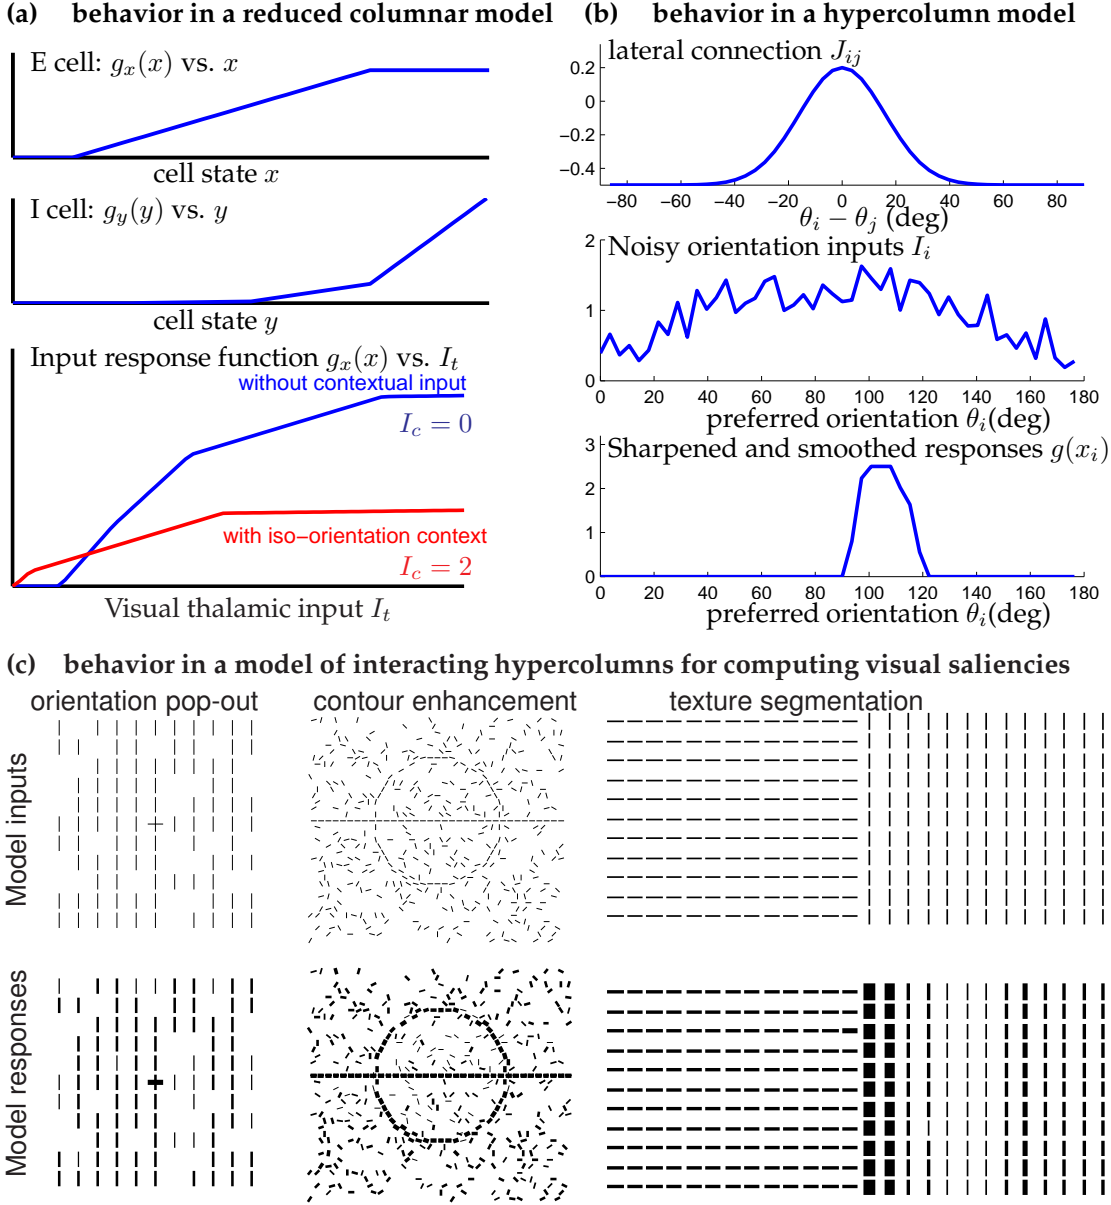 (a) behavior in a reduced columnar model
E cell: g_x(x) vs. x
cell state x
I cell: g_y(y) vs. y
cell state y
Input response function g_x(x) vs. I_t
without contextual input
I_c = 0
with iso−orientation context
I_c = 2
Visual thalamic input I_t
(b) behavior in a hypercolumn model
lateral connection J_ij
0.2
0
−0.2
−0.4
−80 −60 −40 −20 0 20 40 60 80
θ_i − θ_j (deg)
Noisy orientation inputs I_i
2
1
0
0 20 40 60 80 100 120 140 160 180
preferred orientation θ_i(deg)
Sharpened and smoothed responses g(x_i)
3
2
1
0
0 20 40 60 80 100 120 140 160 180
preferred orientation θ_i(deg)
(c) behavior in a model of interacting hypercolumns for computing visual saliencies
orientation pop-out contour enhancement texture segmentation
Model inputs
Model responses